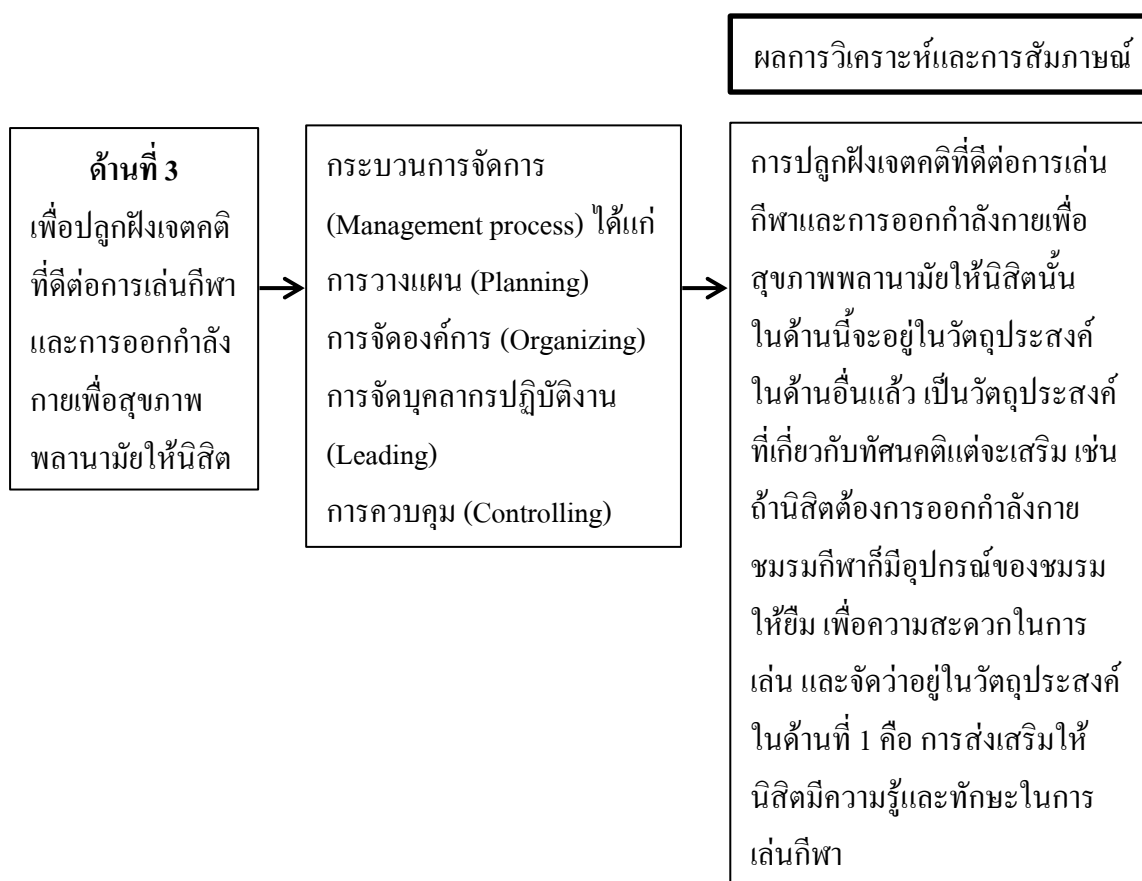 ผลการวิเคราะห์และการสัมภาษณ์
ด้านที่ 3
เพื่อปลูกฝังเจตคติ
ที่ดีต่อการเล่นกีฬา
และการออกกำลัง
กายเพื่อสุขภาพ
พลานามัยให้นิสิต
กระบวนการจัดการ
(Management process) ได้แก่
การวางแผน (Planning)
การจัดองค์การ (Organizing)
การจัดบุคลากรปฏิบัติงาน
(Leading)
การควบคุม (Controlling)
การปลูกฝังเจตคติที่ดีต่อการเล่น
กีฬาและการออกกำลังกายเพื่อ
สุขภาพพลานามัยให้นิสิตนั้น
ในด้านนี้จะอยู่ในวัตถุประสงค์
ในด้านอื่นแล้ว เป็นวัตถุประสงค์
ที่เกี่ยวกับทัศนคติแต่จะเสริม เช่น
ถ้านิสิตต้องการออกกำลังกาย
ชมรมกีฬาก็มีอุปกรณ์ของชมรม
ให้ยืม เพื่อความสะดวกในการ
เล่น และจัดว่าอยู่ในวัตถุประสงค์
ในด้านที่ 1 คือ การส่งเสริมให้
นิสิตมีความรู้และทักษะในการ
เล่นกีฬา